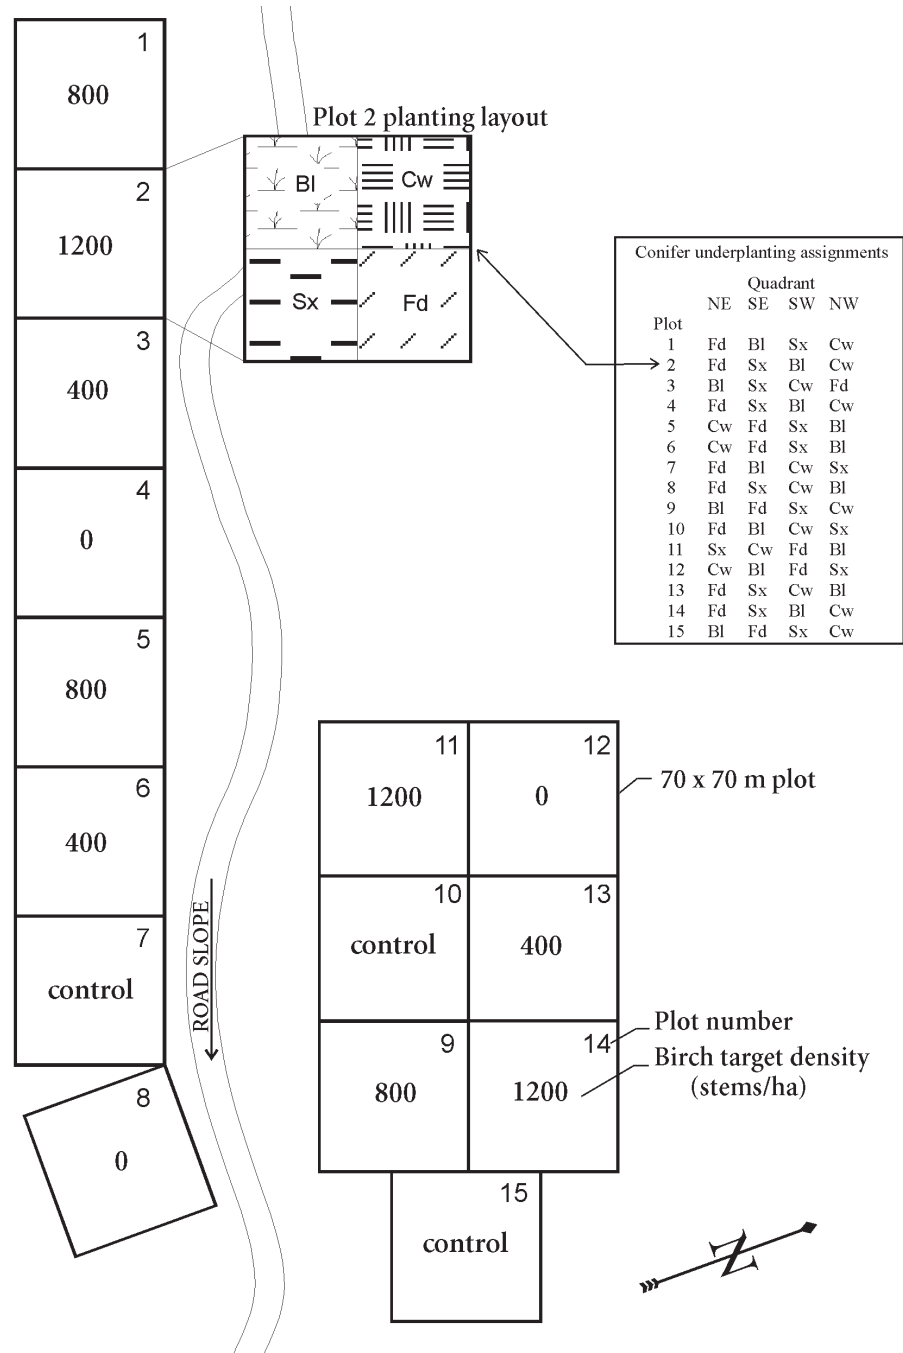 1
800
2
1200
3
400
4
0
5
800
6
400
7
control
8
0
Plot 2 planting layout
Bl
Cw
Sx
Fd
ROAD SLOPE
Conifer underplanting assignments
Quadrant
NE SE SW NW
Plot
1 Fd Bl Sx Cw
2 Fd Sx Bl Cw
3 Bl Sx Cw Fd
4 Fd Sx Bl Cw
5 Cw Fd Sx Bl
6 Cw Fd Sx Bl
7 Fd Bl Cw Sx
8 Fd Sx Cw Bl
9 Bl Fd Sx Cw
10 Fd Bl Cw Sx
11 Sx Cw Fd Bl
12 Cw Bl Fd Sx
13 Fd Sx Cw Bl
14 Fd Sx Bl Cw
15 Bl Fd Sx Cw
11
1200
12
0
70 x 70 m plot
10
control
13
400
9
800
14
1200
Plot number
Birch target density
(stems/ha)
15
control
N